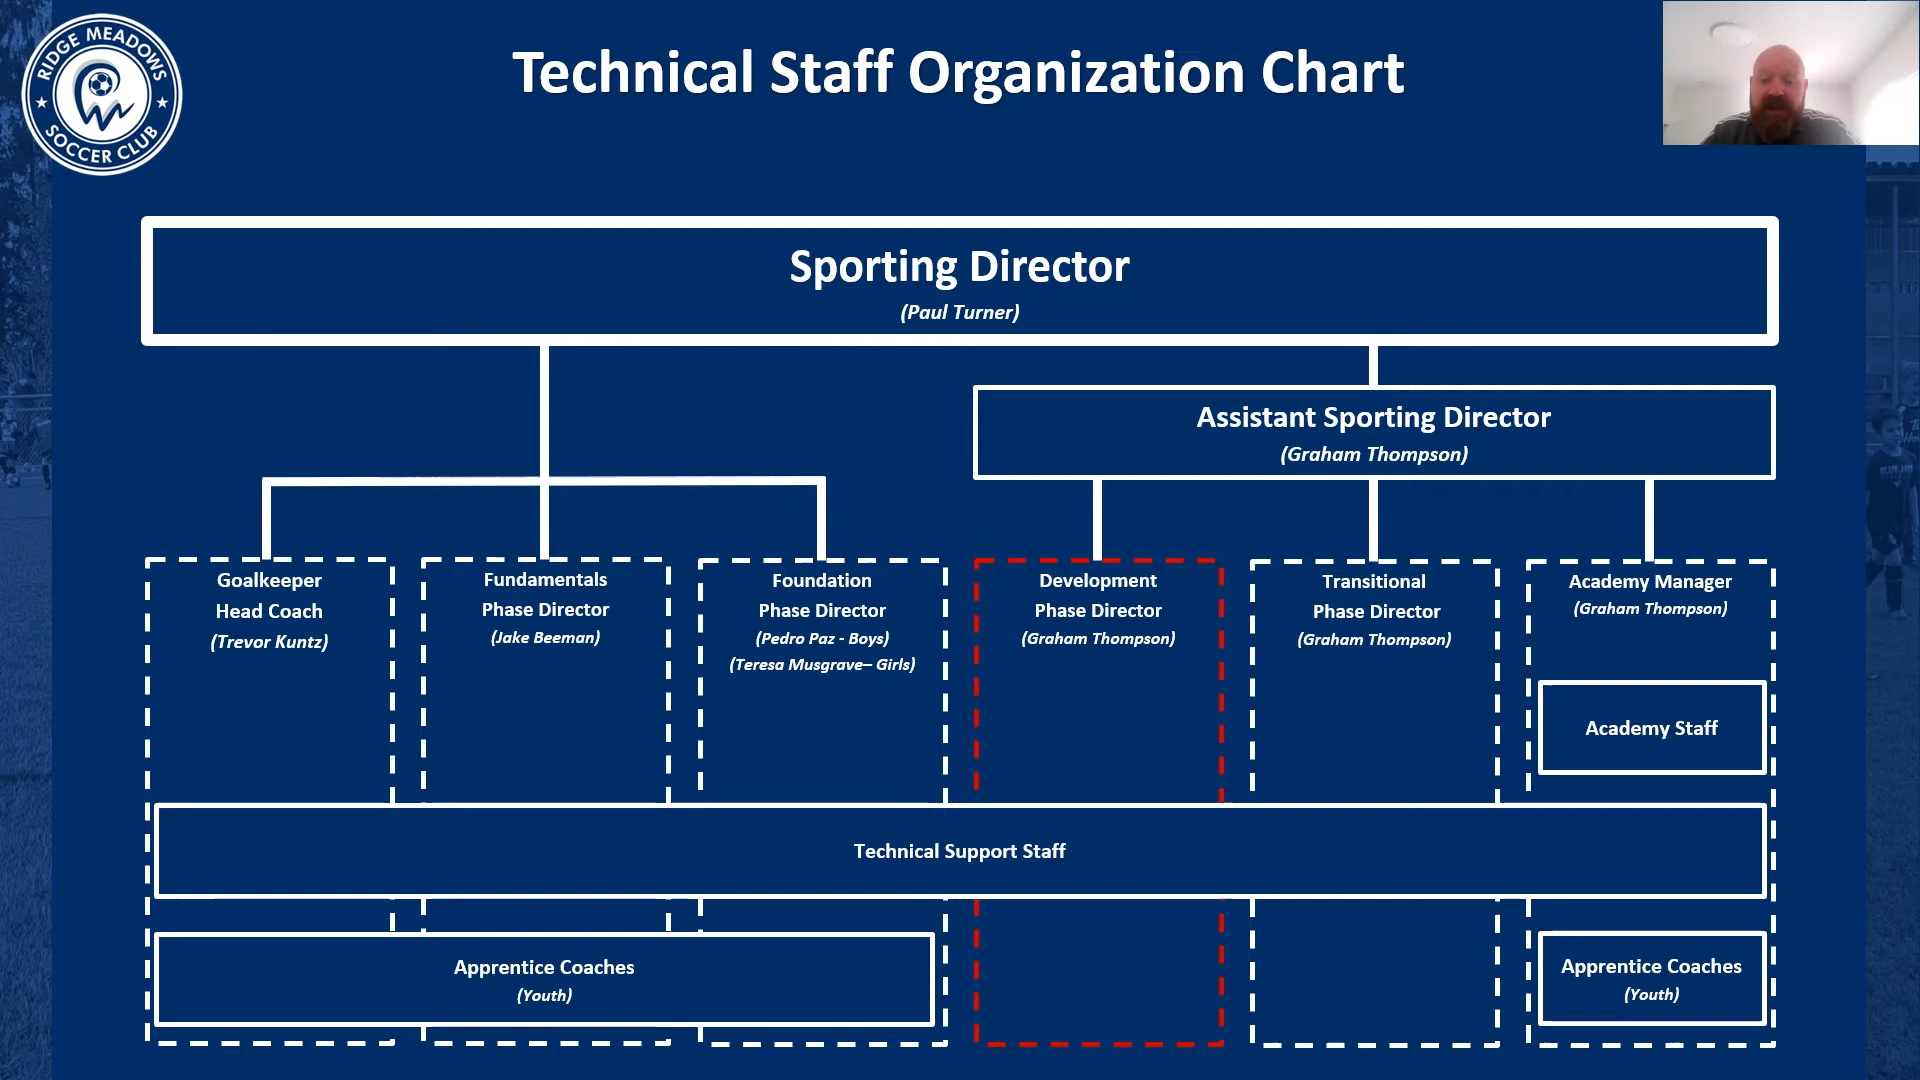 RIDGE MEADOWS
SOCCER CLUB
Technical Staff Organization Chart
Sporting Director
(Paul Turner)
Assistant Sporting Director
(Graham Thompson)
Goalkeeper
Head Coach
(Trevor Kuntz)
Fundamentals
Phase Director
(Jake Beeman)
Foundation
Phase Director
(Pedro Paz - Boys)
(Teresa Musgrave– Girls)
Development
Phase Director
(Graham Thompson)
Transitional
Phase Director
(Graham Thompson)
Academy Manager
(Graham Thompson)
Academy Staff
Technical Support Staff
Apprentice Coaches
(Youth)
Apprentice Coaches
(Youth)